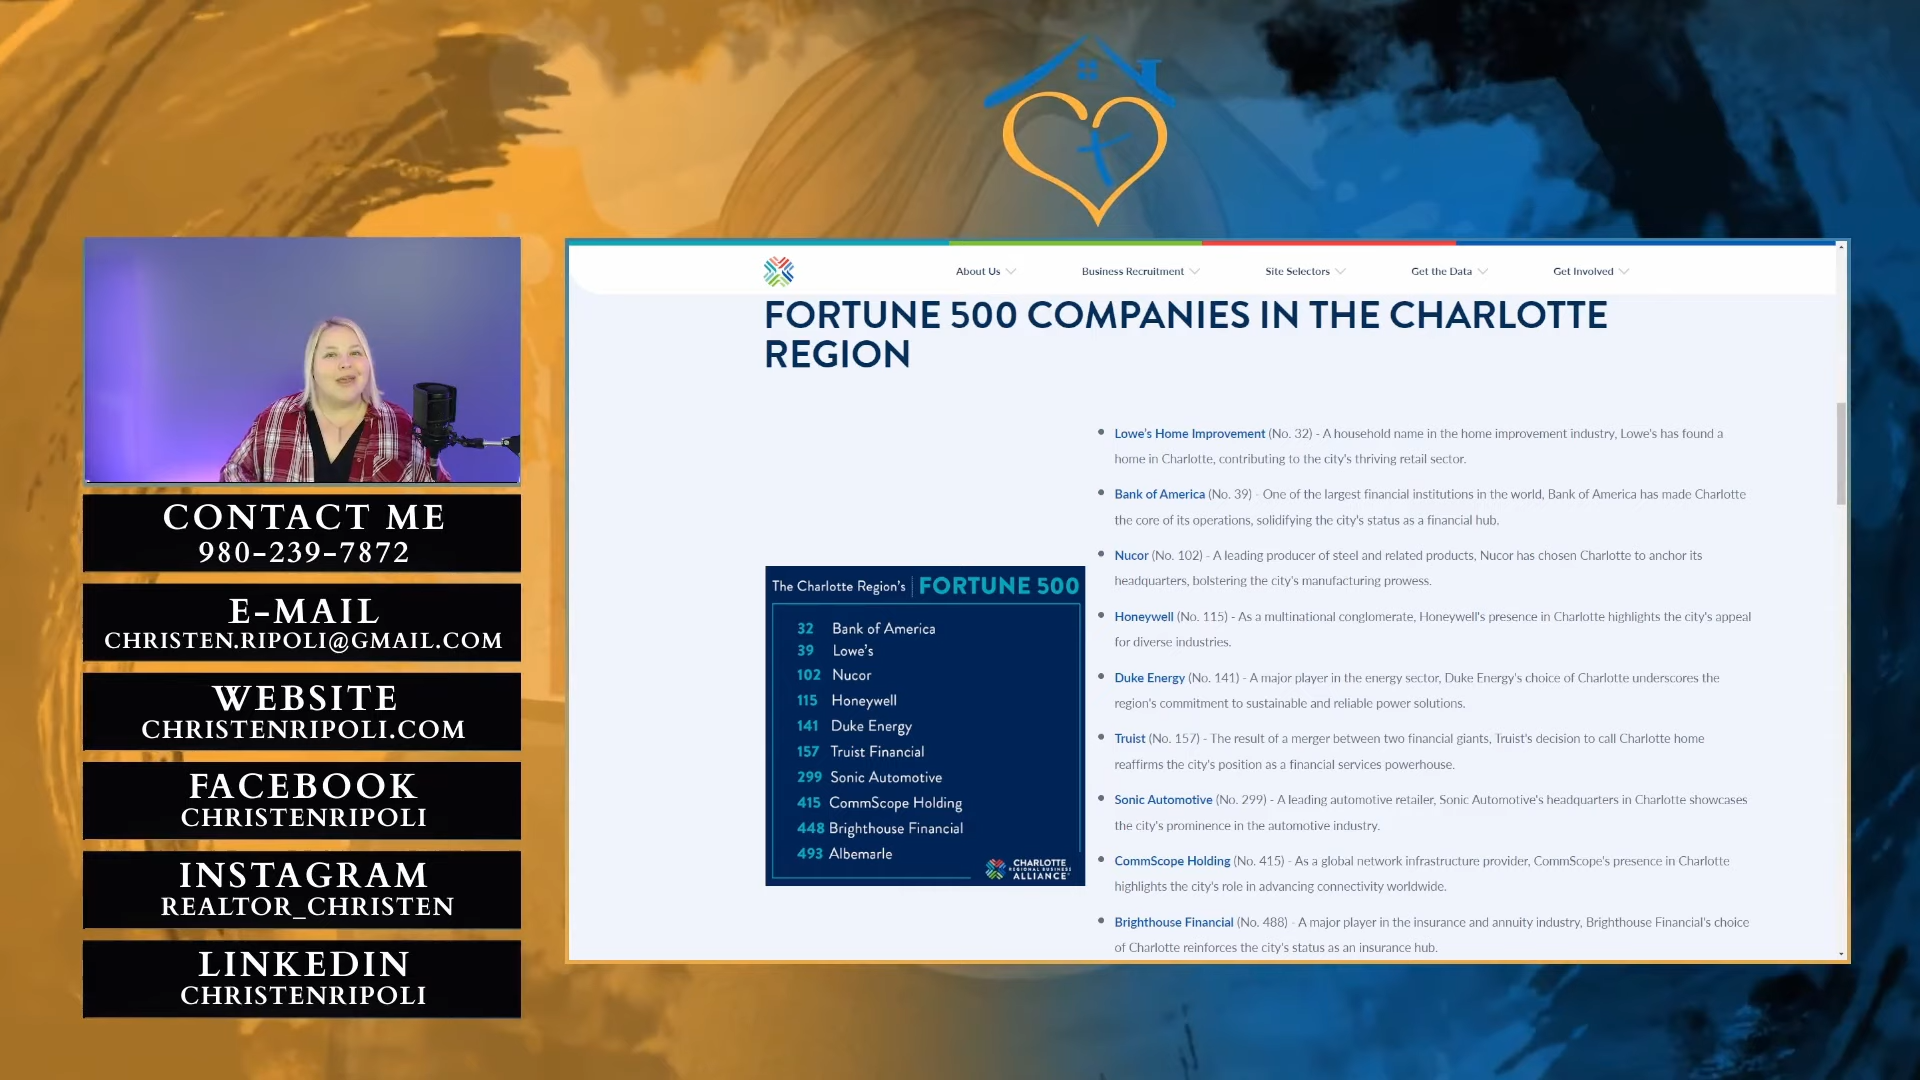 CONTACT ME
980-239-7872
E-MAIL
CHRISTEN.RIPOLI@GMAIL.COM
WEBSITE
CHRISTENRIPOLI.COM
FACEBOOK
CHRISTENRIPOLI
INSTAGRAM
REALTOR_CHRISTEN
LINKEDIN
CHRISTENRIPOLI
About Us
Business Recruitment
Site Selectors
Get the Data
Get Involved
FORTUNE 500 COMPANIES IN THE CHARLOTTE
REGION
The Charlotte Region's | FORTUNE 500
32 Bank of America
39 Lowe's
102 Nucor
115 Honeywell
141 Duke Energy
157 Truist Financial
299 Sonic Automotive
415 CommScope Holding
448 Brighthouse Financial
493 Albemarle
CHARLOTTE
REGIONAL BUSINESS
ALLIANCE
Lowe's Home Improvement (No. 32) - A household name in the home improvement industry, Lowe's has found a
home in Charlotte, contributing to the city's thriving retail sector.
Bank of America (No. 39) - One of the largest financial institutions in the world, Bank of America has made Charlotte
the core of its operations, solidifying the city's status as a financial hub.
Nucor (No. 102) - A leading producer of steel and related products, Nucor has chosen Charlotte to anchor its
headquarters, bolstering the city's manufacturing prowess.
Honeywell (No. 115) - As a multinational conglomerate, Honeywell's presence in Charlotte highlights the city's appeal
for diverse industries.
Duke Energy (No. 141) - A major player in the energy sector, Duke Energy's choice of Charlotte underscores the
region's commitment to sustainable and reliable power solutions.
Truist (No. 157) - The result of a merger between two financial giants, Truist's decision to call Charlotte home
reaffirms the city's position as a financial services powerhouse.
Sonic Automotive (No. 299) - A leading automotive retailer, Sonic Automotive's headquarters in Charlotte showcases
the city's prominence in the automotive industry.
CommScope Holding (No. 415) - As a global network infrastructure provider, CommScope's presence in Charlotte
highlights the city's role in advancing connectivity worldwide.
Brighthouse Financial (No. 488) - A major player in the insurance and annuity industry, Brighthouse Financial's choice
of Charlotte reinforces the city's status as an insurance hub.